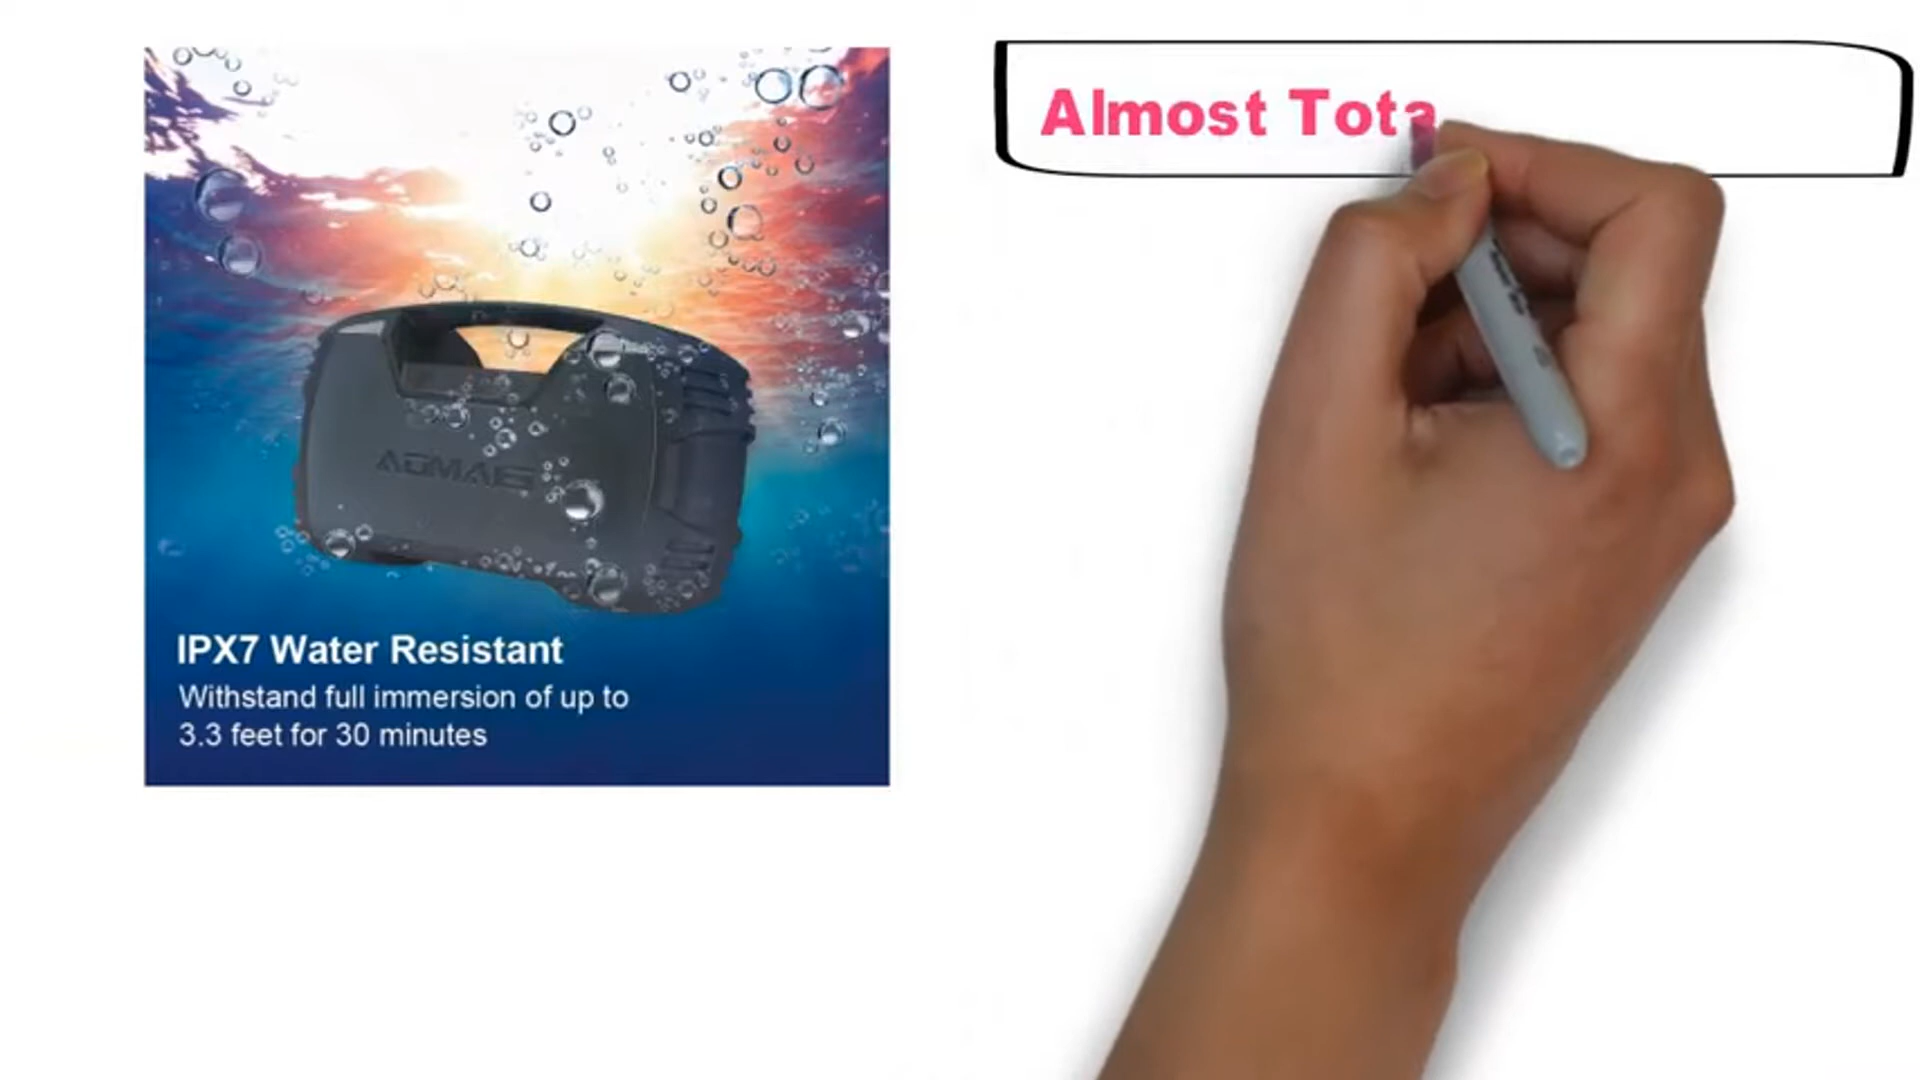 Almost Tota
AOMAIS
IPX7 Water Resistant
Withstand full immersion of up to
3.3 feet for 30 minutes